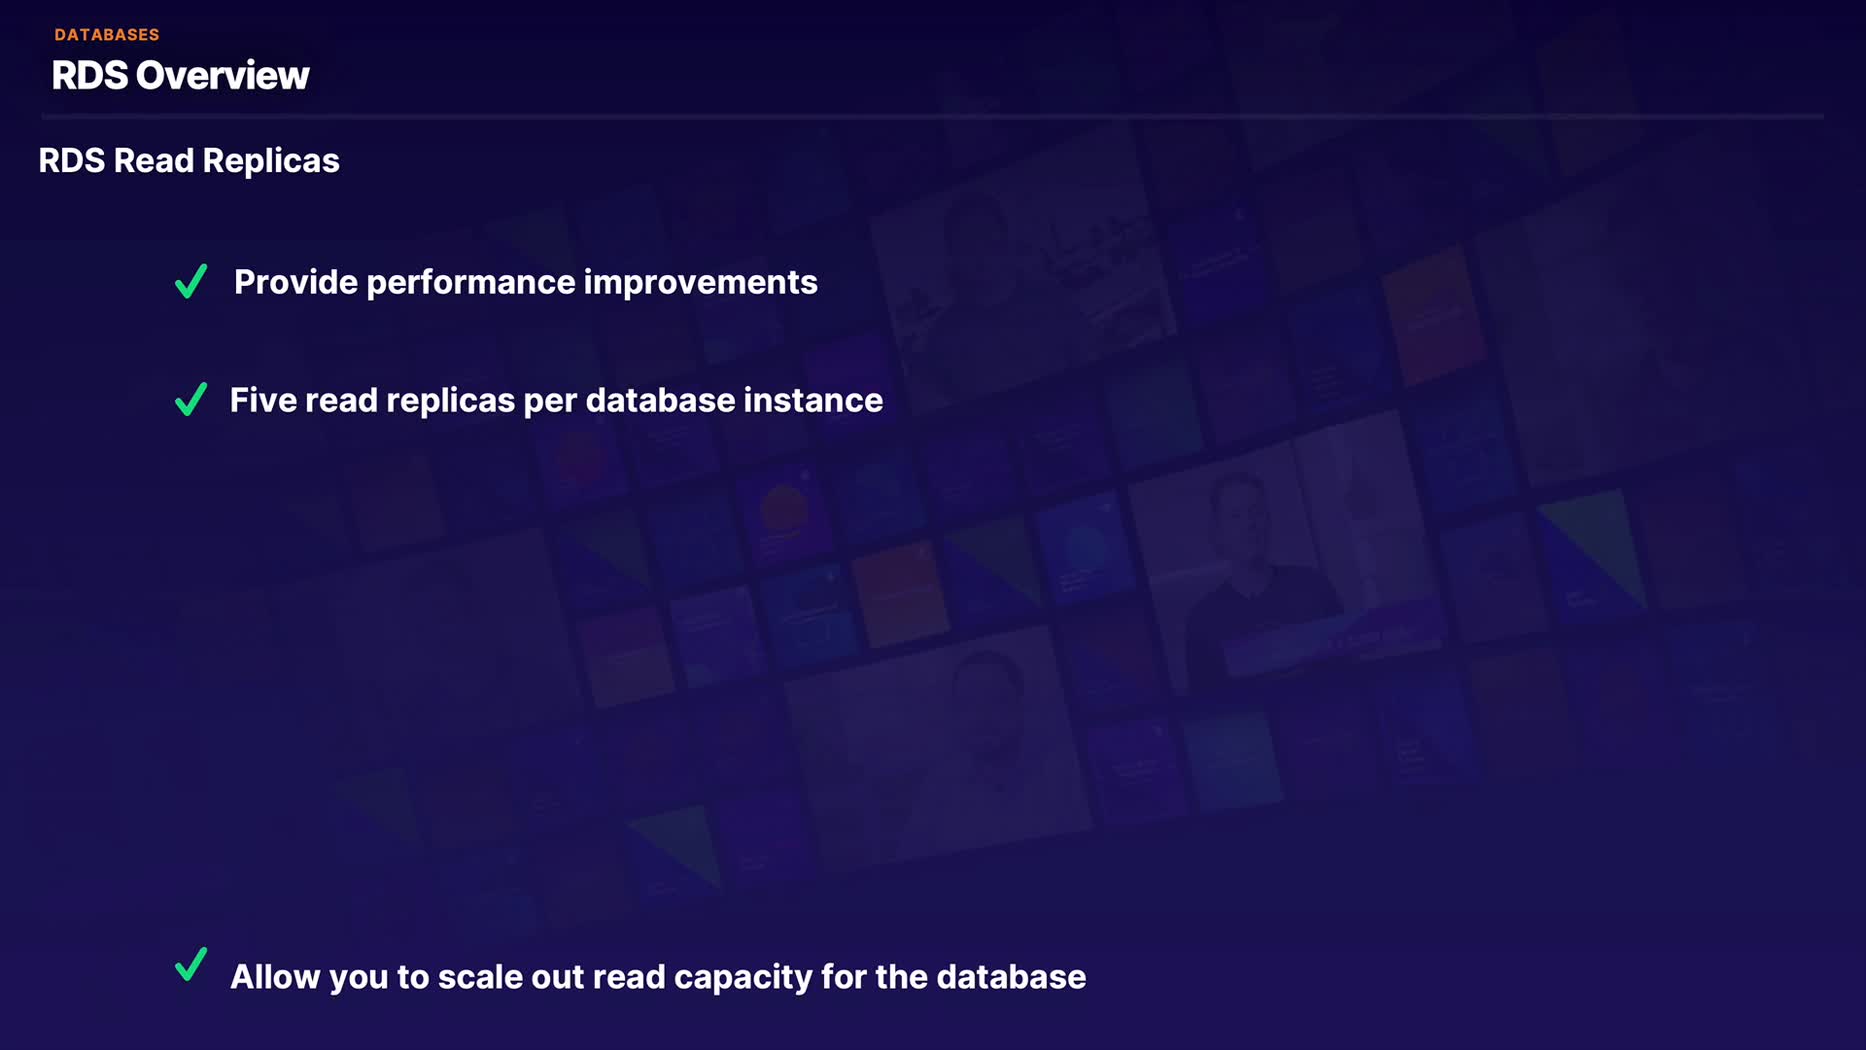 DATABASES
RDS Overview
RDS Read Replicas
Provide performance improvements
Five read replicas per database instance
Allow you to scale out read capacity for the database